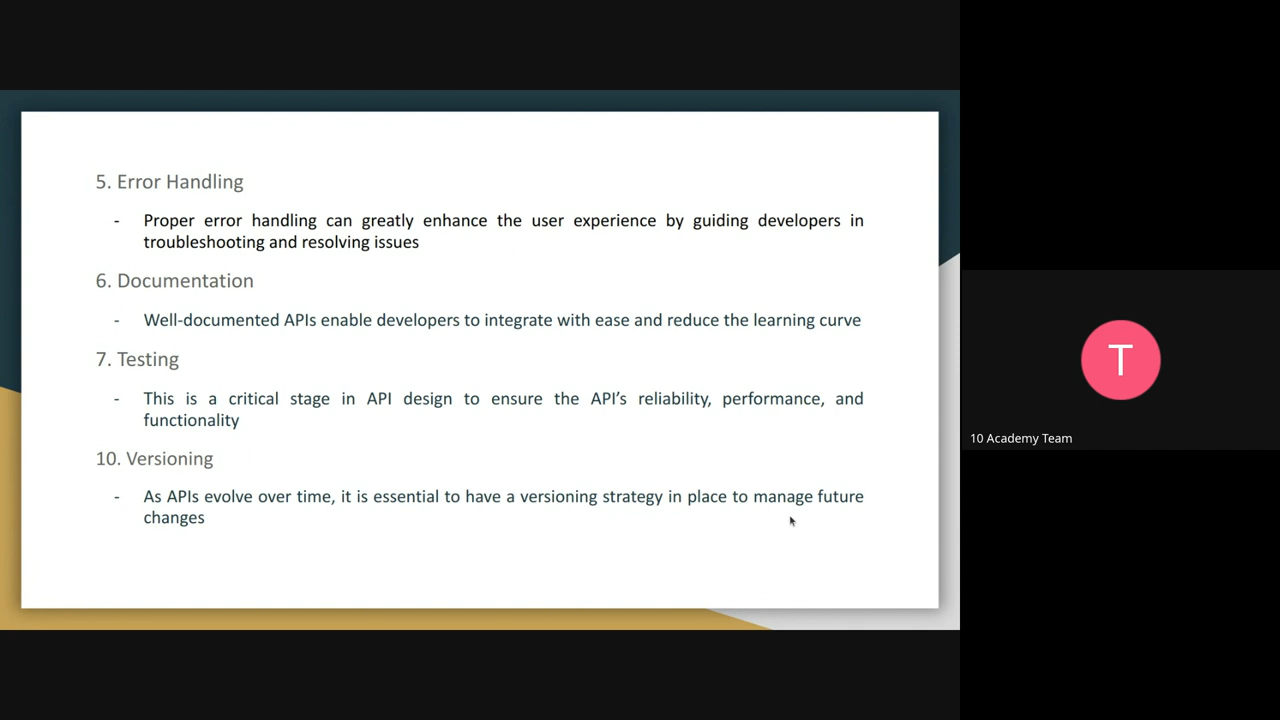 5. Error Handling
- Proper error handling can greatly enhance the user experience by guiding developers in
troubleshooting and resolving issues
6. Documentation
- Well-documented APIs enable developers to integrate with ease and reduce the learning curve
7. Testing
- This is a critical stage in API design to ensure the API’s reliability, performance, and
functionality
10. Versioning
- As APIs evolve over time, it is essential to have a versioning strategy in place to manage future
changes
T
10 Academy Team